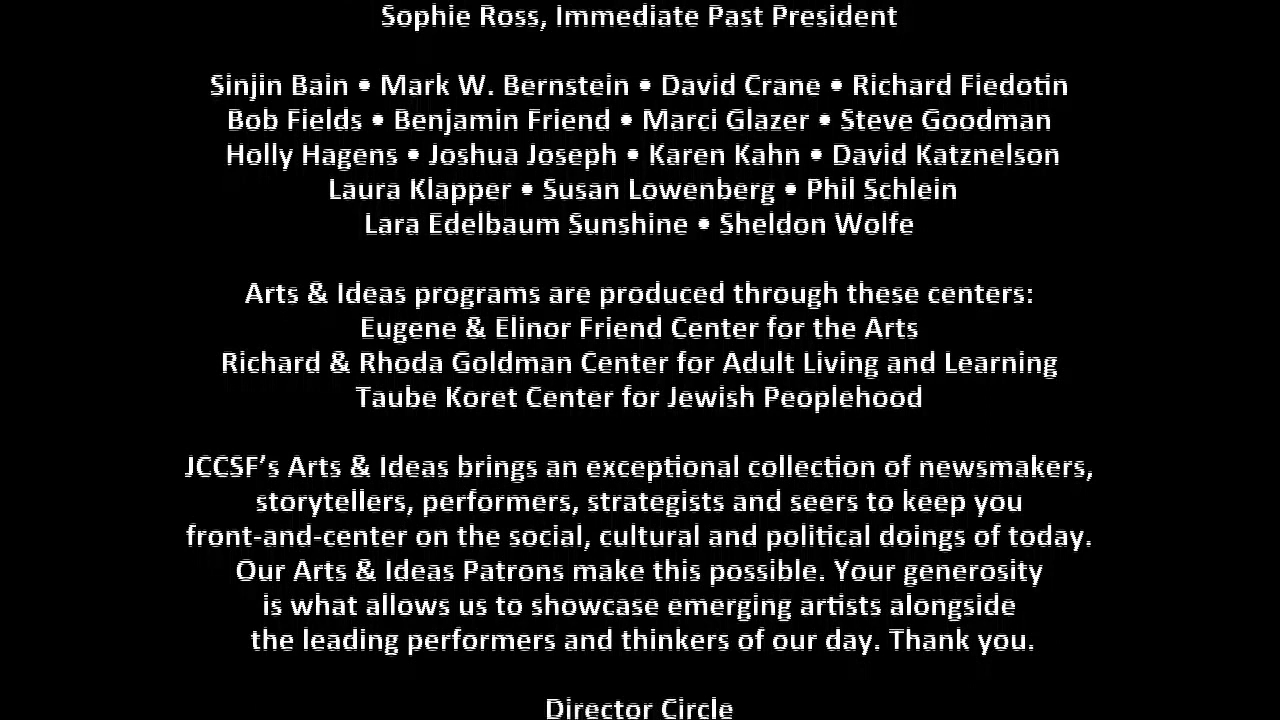 Sophie Ross, Immediate Past President
Sinjin Bain • Mark W. Bernstein • David Crane • Richard Fiedotin
Bob Fields • Benjamin Friend • Marci Glazer • Steve Goodman
Holly Hagens • Joshua Joseph • Karen Kahn • David Katznelson
Laura Klapper • Susan Lowenberg • Phil Schlein
Lara Edelbaum Sunshine • Sheldon Wolfe
Arts & Ideas programs are produced through these centers:
Eugene & Elinor Friend Center for the Arts
Richard & Rhoda Goldman Center for Adult Living and Learning
Taube Koret Center for Jewish Peoplehood
JCCSF’s Arts & Ideas brings an exceptional collection of newsmakers,
storytellers, performers, strategists and seers to keep you
front-and-center on the social, cultural and political doings of today.
Our Arts & Ideas Patrons make this possible. Your generosity
is what allows us to showcase emerging artists alongside
the leading performers and thinkers of our day. Thank you.
Director Circle